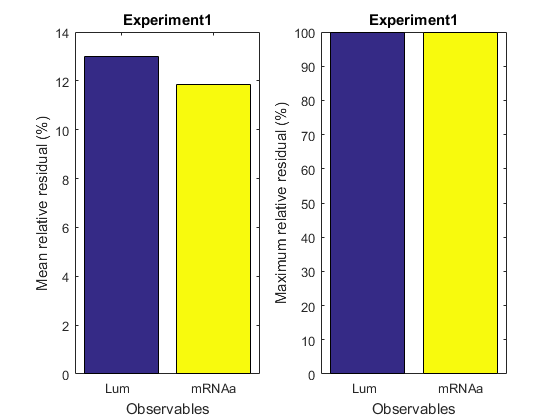 Experiment1
14
12
10
8
6
4
2
0
Mean relative residual (%)
Lum mRNAa
Observables
Experiment1
100
90
80
70
60
50
40
30
20
10
0
Maximum relative residual (%)
Lum mRNAa
Observables